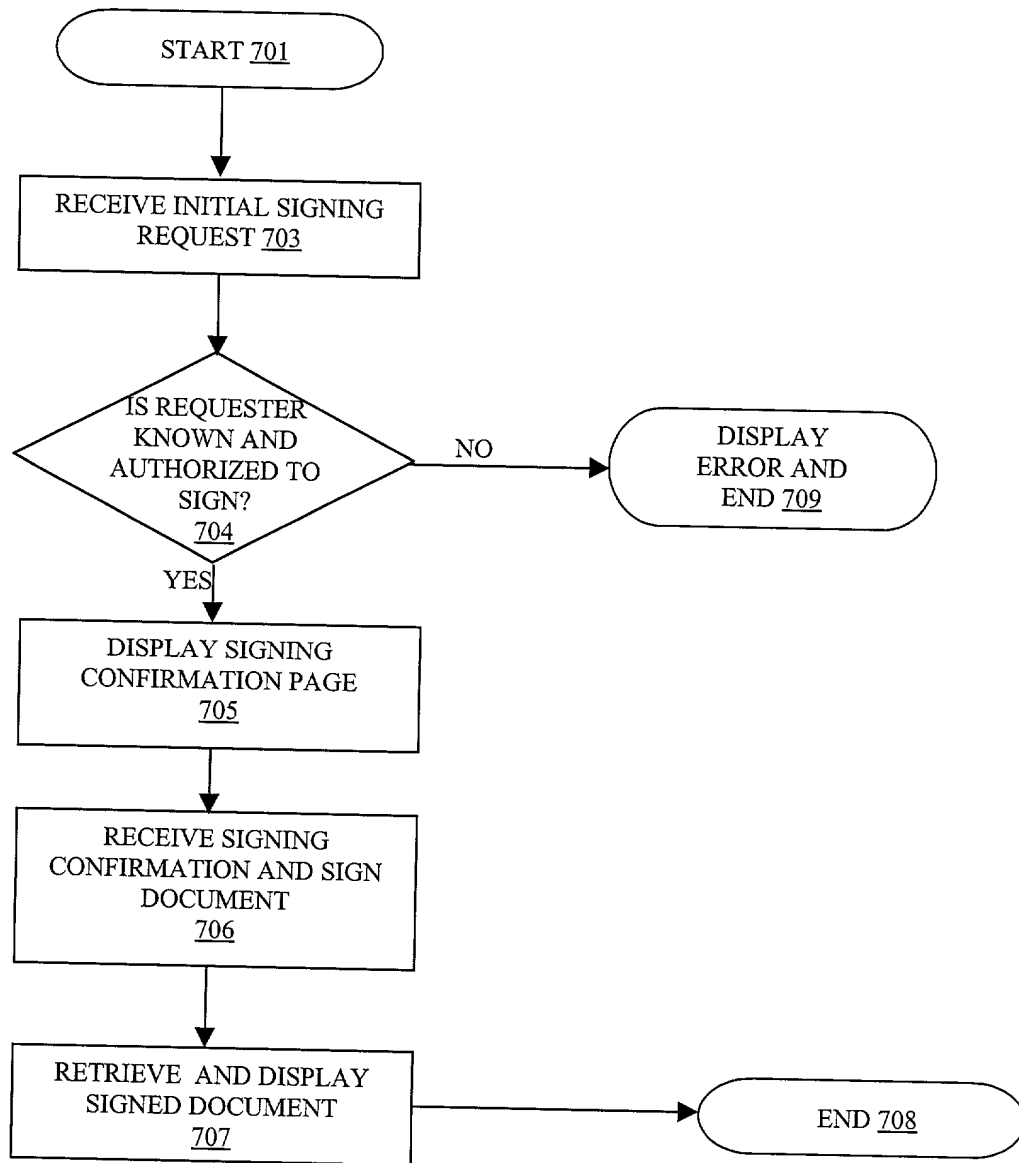 START 701
RECEIVE INITIAL SIGNING
REQUEST 703
IS REQUESTER
KNOWN AND
AUTHORIZED TO
SIGN?
704
NO
DISPLAY
ERROR AND
END 709
YES
DISPLAY SIGNING
CONFIRMATION PAGE
705
RECEIVE SIGNING
CONFIRMATION AND SIGN
DOCUMENT
706
RETRIEVE AND DISPLAY
SIGNED DOCUMENT
707
END 708